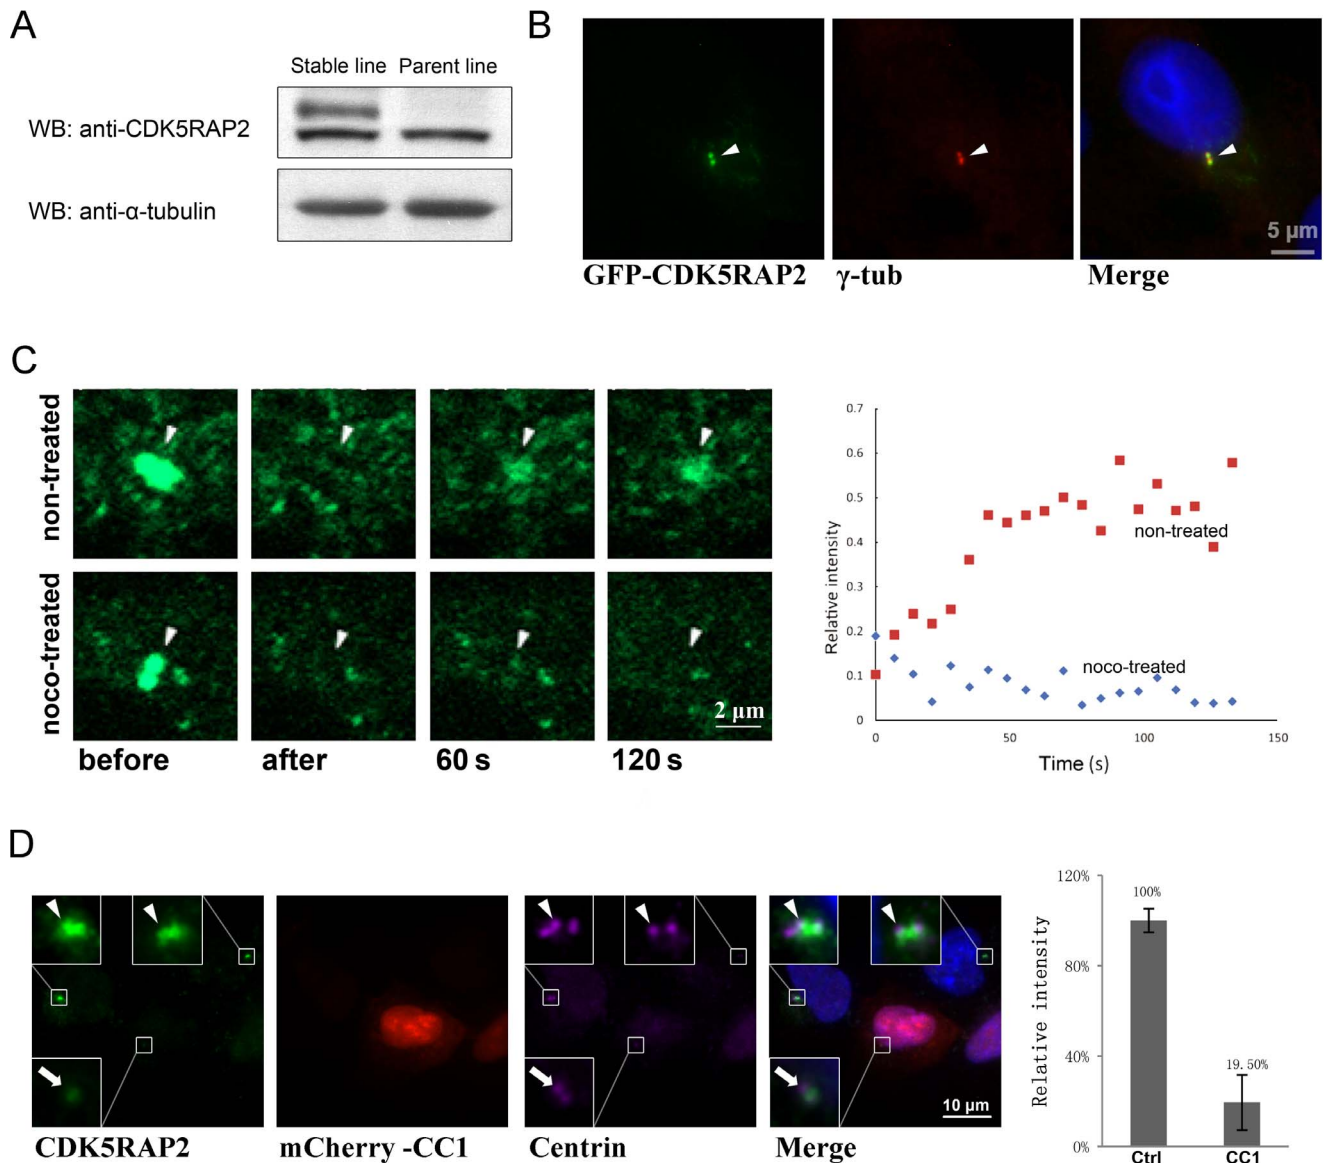 A
Stable line Parent line
WB: anti-CDK5RAP2
WB: anti-α-tubulin
B
5 µm
GFP-CDK5RAP2 γ-tub Merge
C
non-treated
noco-treated
2 µm
before after 60 s 120 s
0.7
0.6
0.5
0.4
0.3
0.2
0.1
0
Relative intensity
non-treated
noco-treated
0 50 100 150
Time (s)
D
10 µm
CDK5RAP2 mCherry -CC1 Centrin Merge
120%
80%
40%
0%
Relative intensity
100%
19.50%
Ctrl CC1